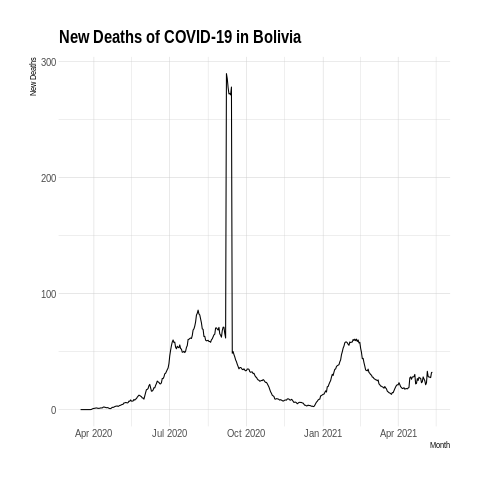 New Deaths of COVID-19 in Bolivia
New Deaths
300
200
100
0
Apr 2020 Jul 2020 Oct 2020 Jan 2021 Apr 2021
Month